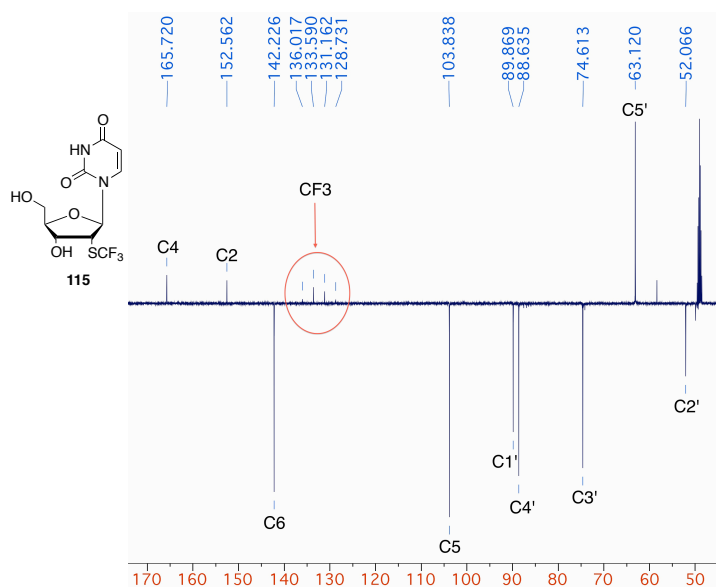 165.720
152.562
142.226
136.017
133.590
131.162
128.731
103.838
89.869
88.635
74.613
63.120
52.066
C5'
O
HN
O
N
CF3
HO
O
C4
C2
OH
SCF3
115
C2'
C1'
C3'
C4'
C6
C5
170 160 150 140 130 120 110 100 90 80 70 60 50